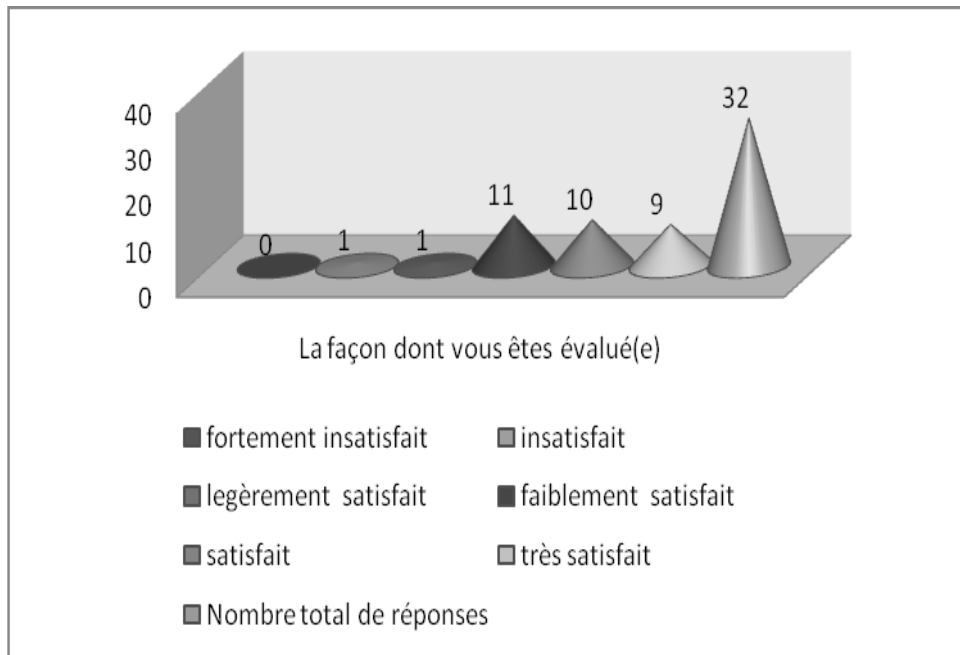 40
30
20
10
0
0
1
1
11
10
9
32
La façon dont vous êtes évalué(e)
fortement insatisfait
insatisfait
legèrement satisfait
faiblement satisfait
satisfait
très satisfait
Nombre total de réponses